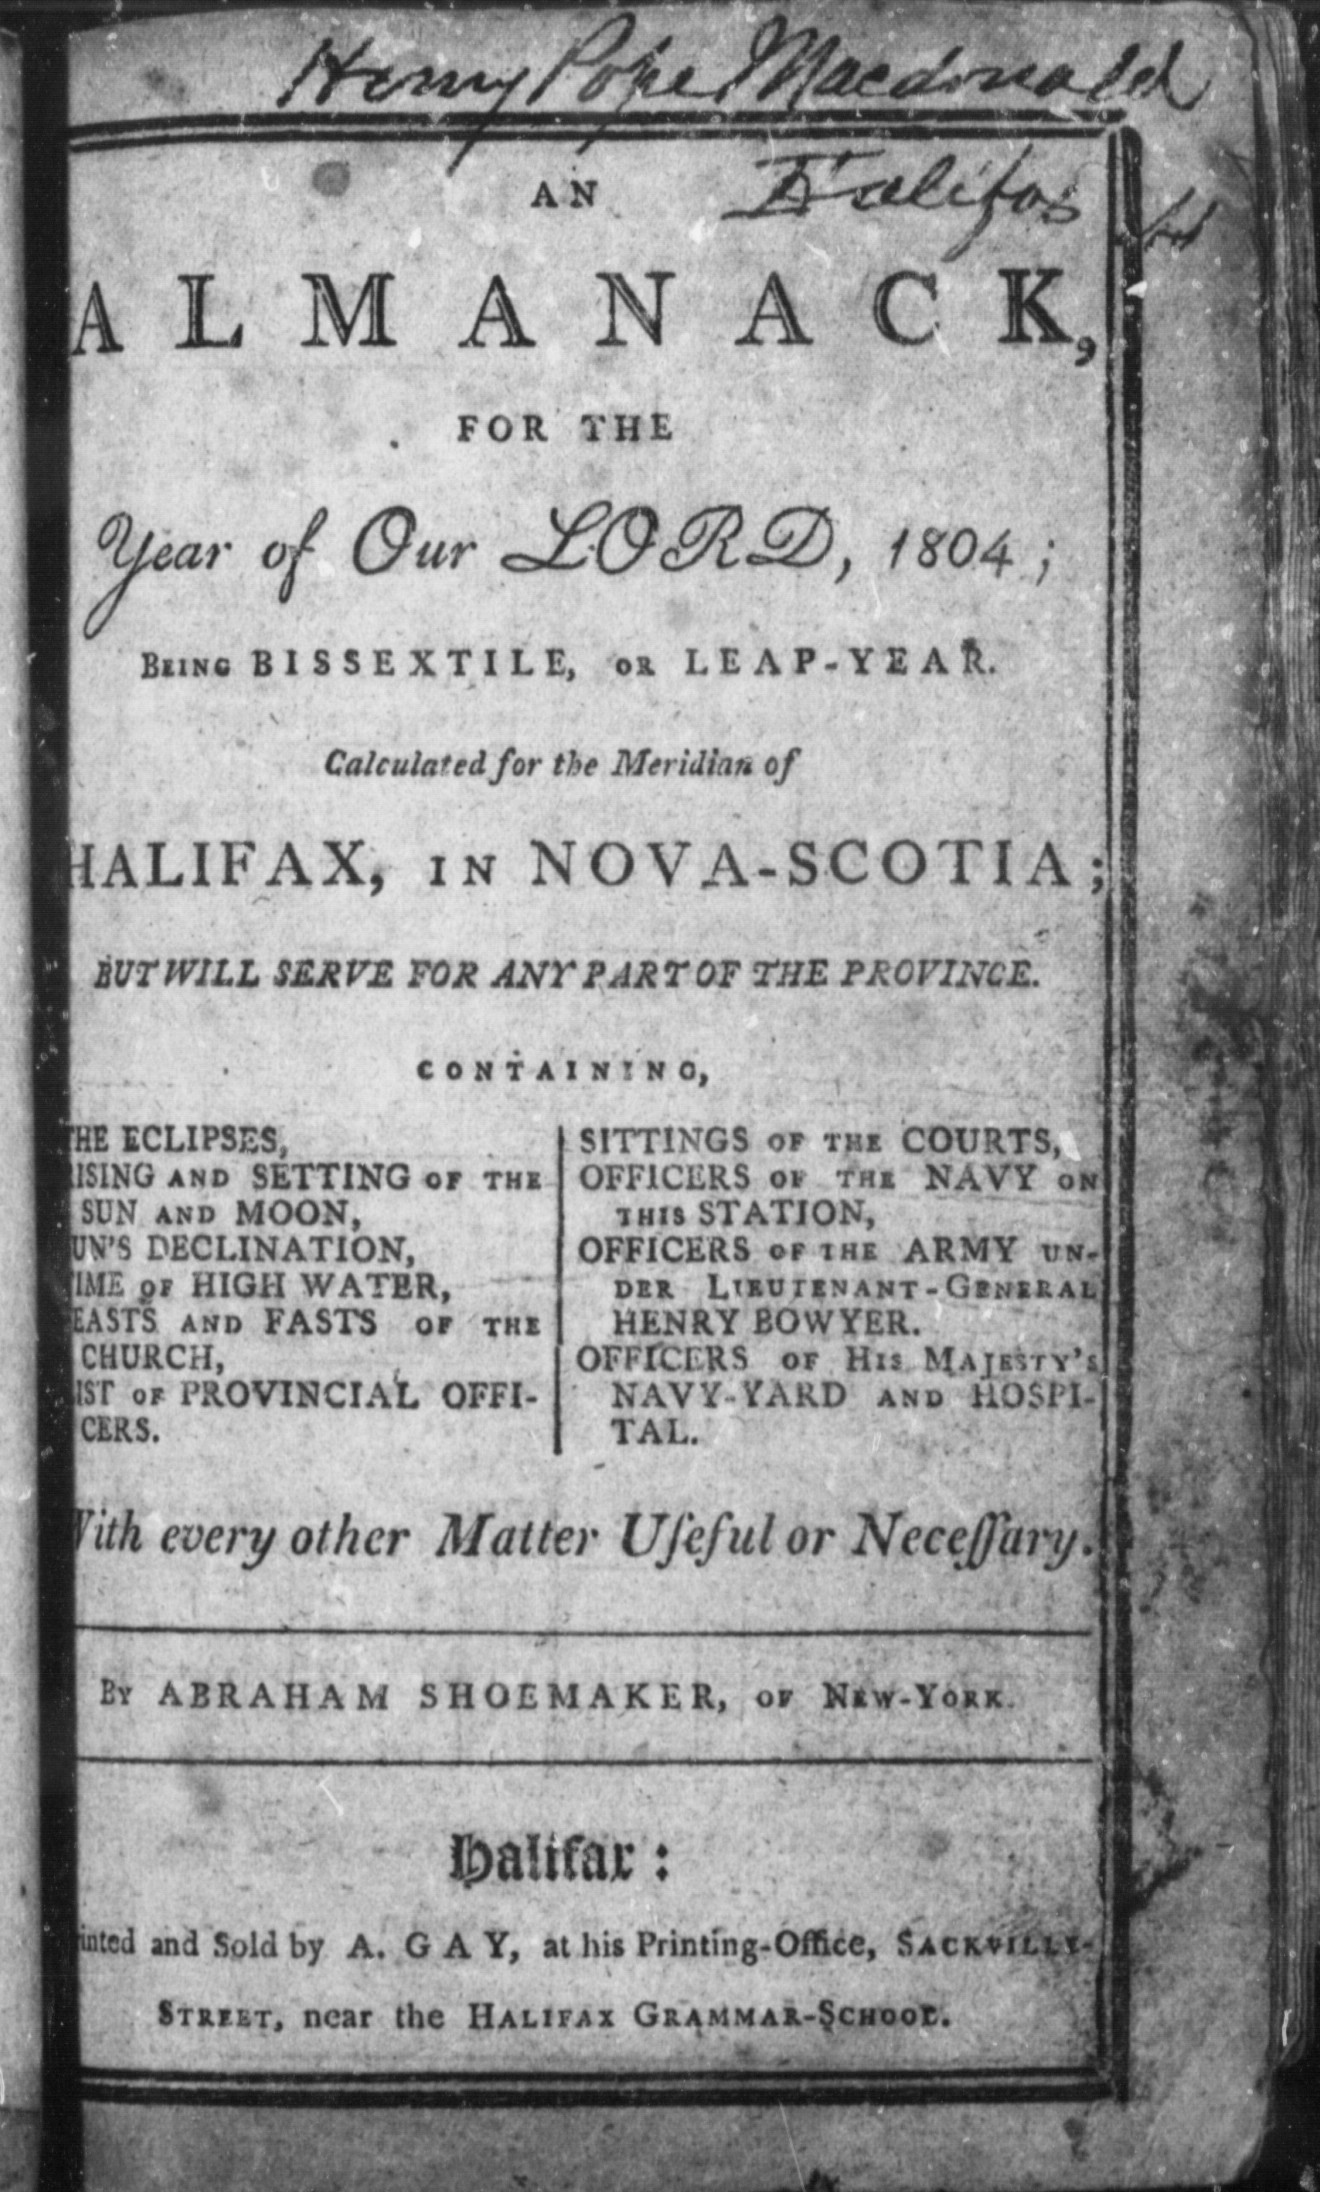 Henry Pope Macdonald
AN
Halifax
ALMANACK,
FOR THE
Year of Our LORD, 1804;
BEING BISSEXTILE, OR LEAP-YEAR.
Calculated for the Meridian of
HALIFAX, IN NOVA-SCOTIA;
BUT WILL SERVE FOR ANY PART OF THE PROVINCE.
CONTAINING,
THE ECLIPSES,
ISING AND SETTING OF THE
SUN AND MOON,
UN'S DECLINATION,
IME OF HIGH WATER,
EASTS AND FASTS OF THE
CHURCH,
IST OF PROVINCIAL OFFI-
CERS.
SITTINGS OF THE COURTS,
OFFICERS OF THE NAVY ON
THIS STATION,
OFFICERS OF THE ARMY UN-
DER LIEUTENANT-GENERAL
HENRY BOWYER.
OFFICERS OF HIS MAJESTY'S
NAVY-YARD AND HOSPI-
TAL.
With every other Matter Uſeful or Neceſſary.
BY ABRAHAM SHOEMAKER, OF NEW-YORK.
Halifax:
inted and Sold by A. GAY, at his Printing-Office, SACKVILLE-
STREET, near the HALIFAX GRAMMAR-SCHOOL.